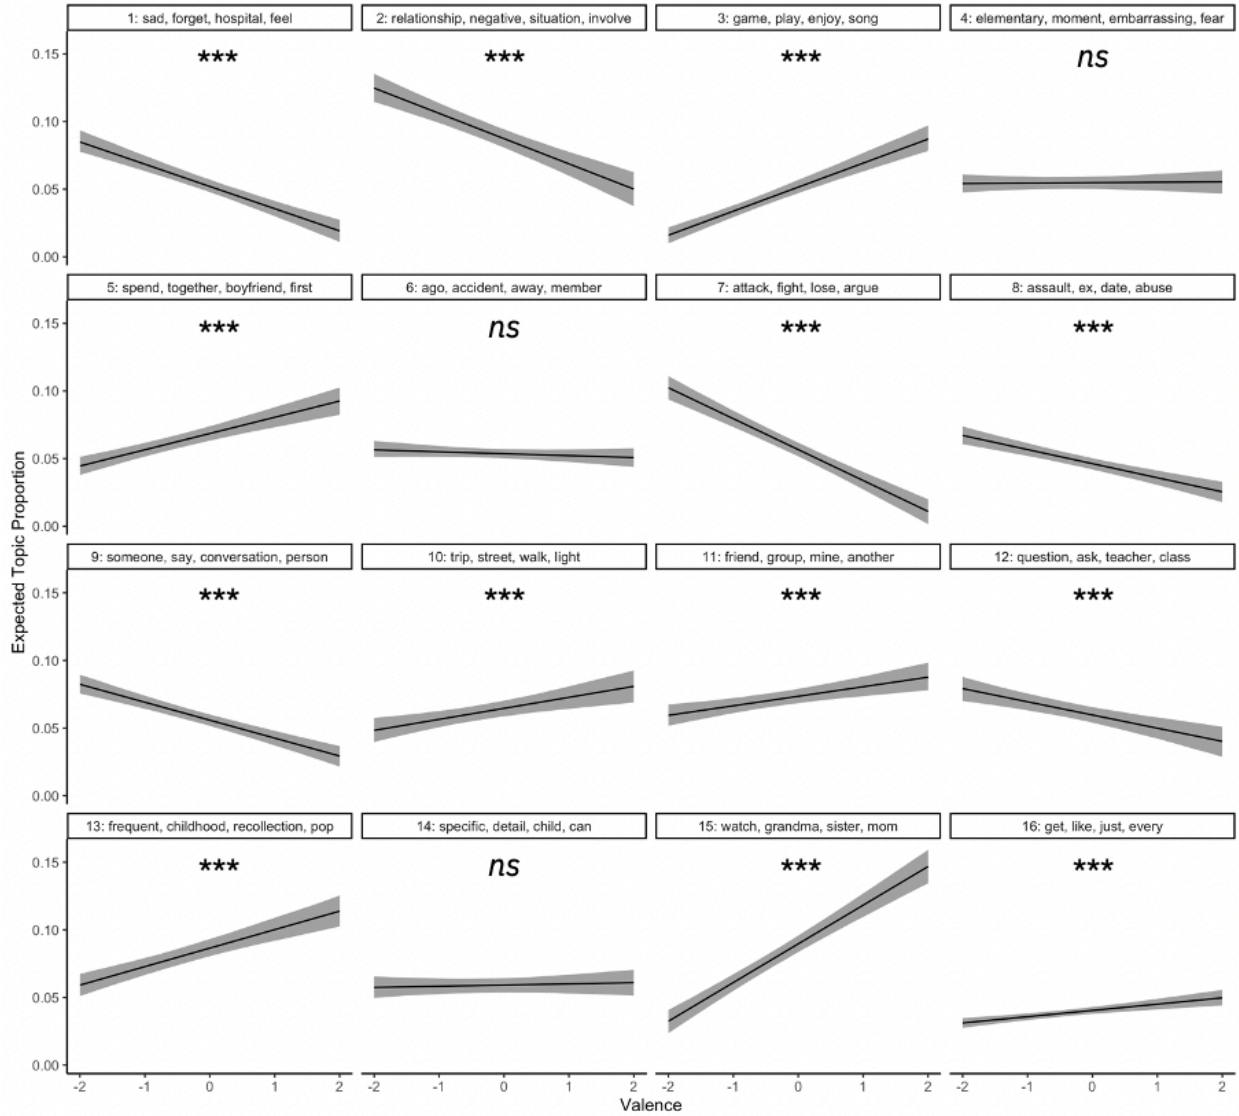 1: sad, forget, hospital, feel
2: relationship, negative, situation, involve
3: game, play, enjoy, song
4: elementary, moment, embarrassing, fear
0.15
0.10
0.05
0.00
***
***
***
ns
5: spend, together, boyfriend, first
6: ago, accident, away, member
7: attack, fight, lose, argue
8: assault, ex, date, abuse
0.15
0.10
0.05
0.00
***
ns
***
***
Expected Topic Proportion
9: someone, say, conversation, person
10: trip, street, walk, light
11: friend, group, mine, another
12: question, ask, teacher, class
0.15
0.10
0.05
0.00
***
***
***
***
13: frequent, childhood, recollection, pop
14: specific, detail, child, can
15: watch, grandma, sister, mom
16: get, like, just, every
0.15
0.10
0.05
0.00
***
ns
***
***
-2 -1 0 1 2
-2 -1 0 1 2
-2 -1 0 1 2
-2 -1 0 1 2
Valence